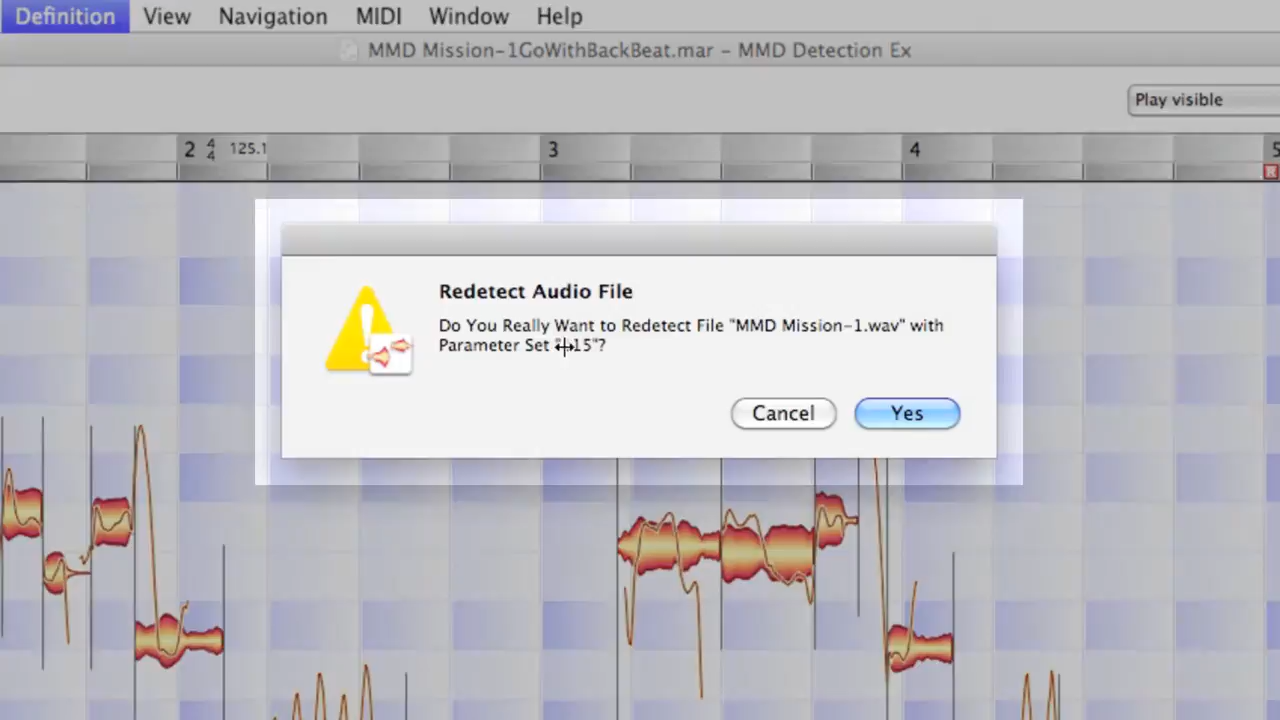 Definition View Navigation MIDI Window Help
MMD Mission-1GoWithBackBeat.mar - MMD Detection Ex
Play visible
2 4 4 125.1 3 4 5
R
Redetect Audio File
Do You Really Want to Redetect File "MMD Mission-1.wav" with
Parameter Set "15"?
Cancel Yes